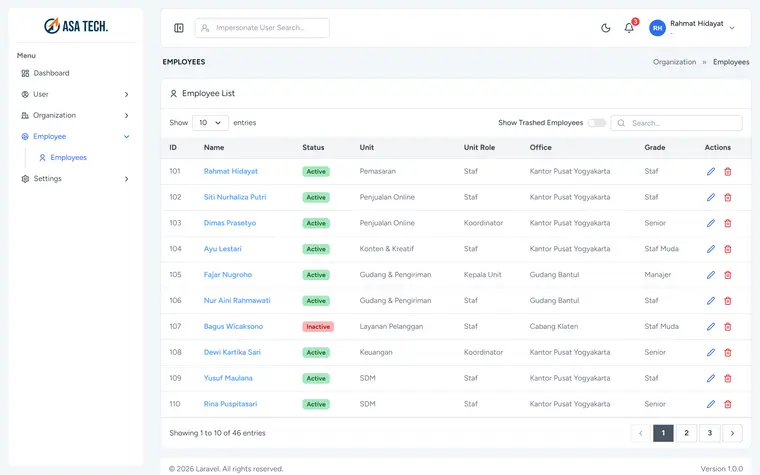 ASA TECH.
Impersonate User Search...
3
RH
Rahmat Hidayat
-
Menu
Dashboard
User
Organization
Employee
Employees
Settings
EMPLOYEES
Organization » Employees
Employee List
Show 10 entries
Show Trashed Employees
Search...
ID Name Status Unit Unit Role Office Grade Actions
101 Rahmat Hidayat Active Pemasaran Staf Kantor Pusat Yogyakarta Staf
102 Siti Nurhaliza Putri Active Penjualan Online Staf Kantor Pusat Yogyakarta Staf
103 Dimas Prasetyo Active Penjualan Online Koordinator Kantor Pusat Yogyakarta Senior
104 Ayu Lestari Active Konten & Kreatif Staf Kantor Pusat Yogyakarta Staf Muda
105 Fajar Nugroho Active Gudang & Pengiriman Kepala Unit Gudang Bantul Manajer
106 Nur Aini Rahmawati Active Gudang & Pengiriman Staf Gudang Bantul Staf
107 Bagus Wicaksono Inactive Layanan Pelanggan Staf Cabang Klaten Staf Muda
108 Dewi Kartika Sari Active Keuangan Koordinator Kantor Pusat Yogyakarta Senior
109 Yusuf Maulana Active SDM Staf Kantor Pusat Yogyakarta Staf
110 Rina Puspitasari Active SDM Staf Kantor Pusat Yogyakarta Senior
Showing 1 to 10 of 46 entries
‹ 1 2 3 ›
© 2026 Laravel. All rights reserved.
Version 1.0.0